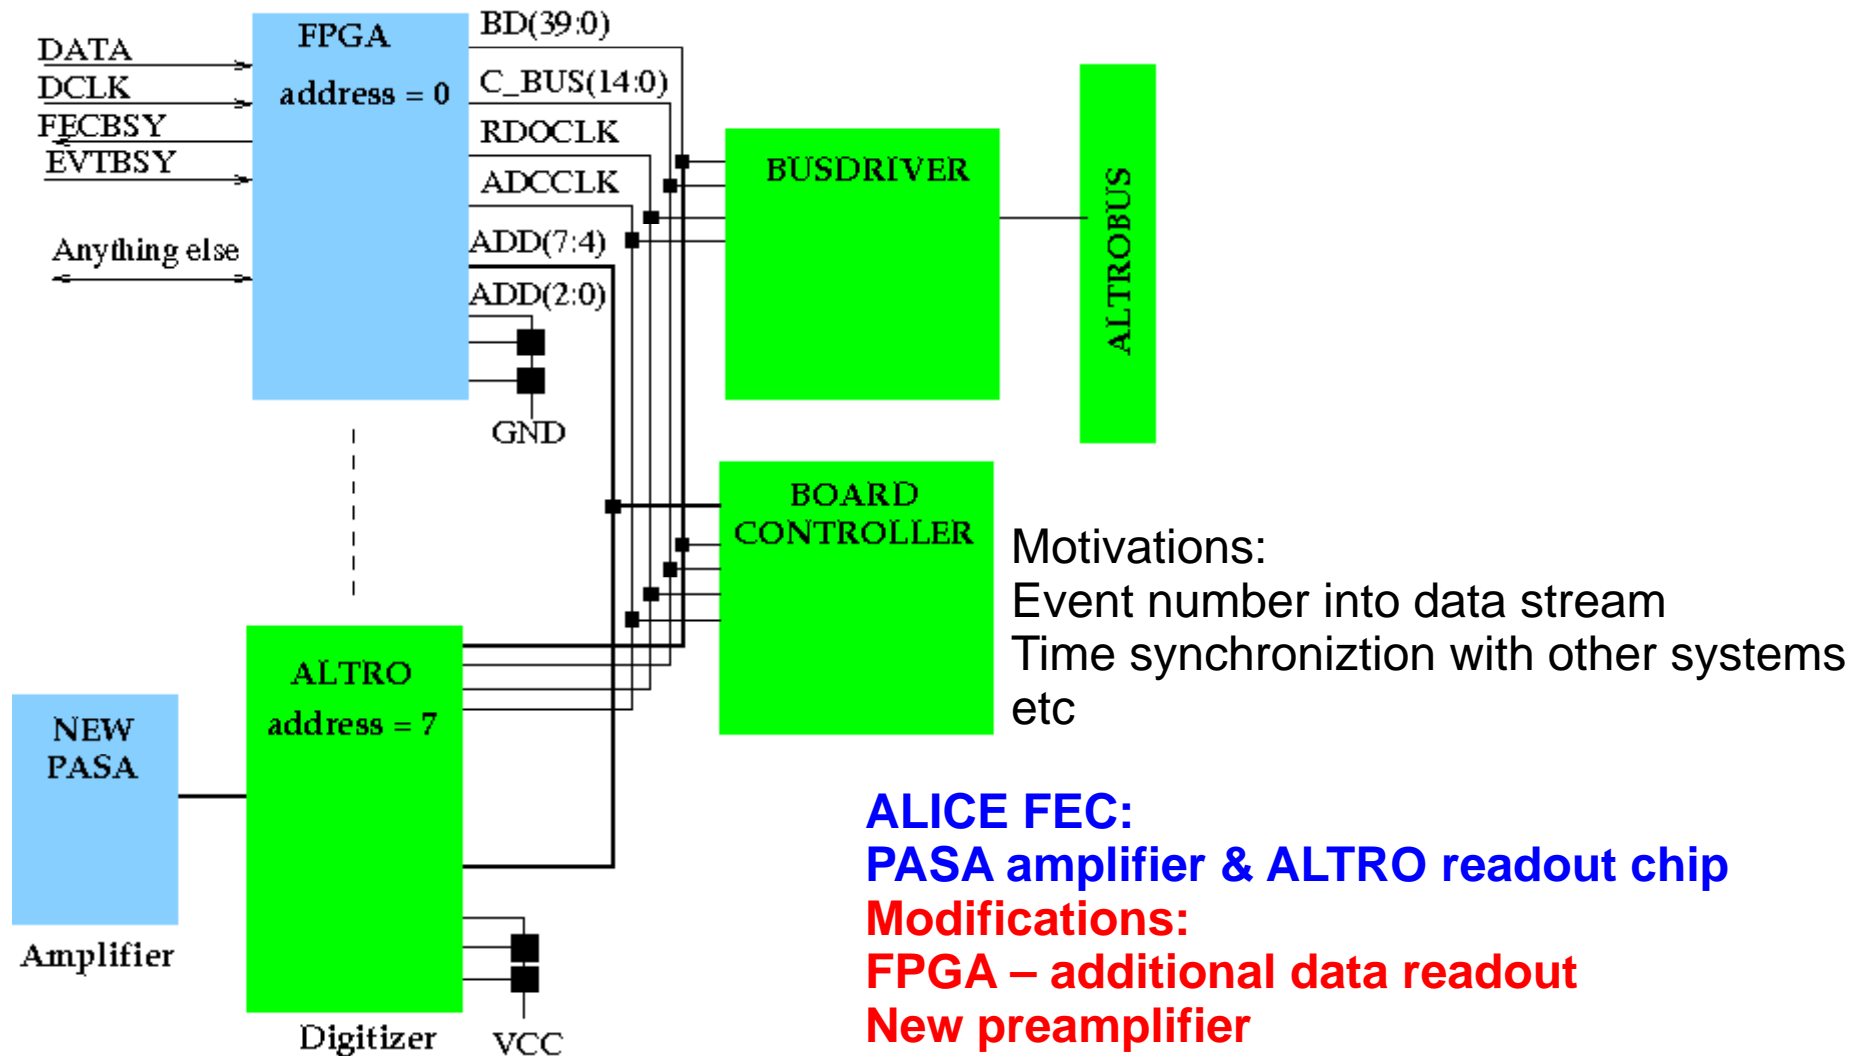 DATA
DCLK
FECBSY
EVTBSY
Anything else
FPGA
address = 0
BD(39:0)
C_BUS(14:0)
RDOCLK
ADCCLK
ADD(7:4)
ADD(2:0)
GND
BUSDRIVER
ALTROBUS
BOARD
CONTROLLER
Motivations:
Event number into data stream
Time synchroniztion with other systems
etc
NEW
PASA
Amplifier
ALTRO
address = 7
Digitizer
VCC
ALICE FEC:
PASA amplifier & ALTRO readout chip
Modifications:
FPGA – additional data readout
New preamplifier